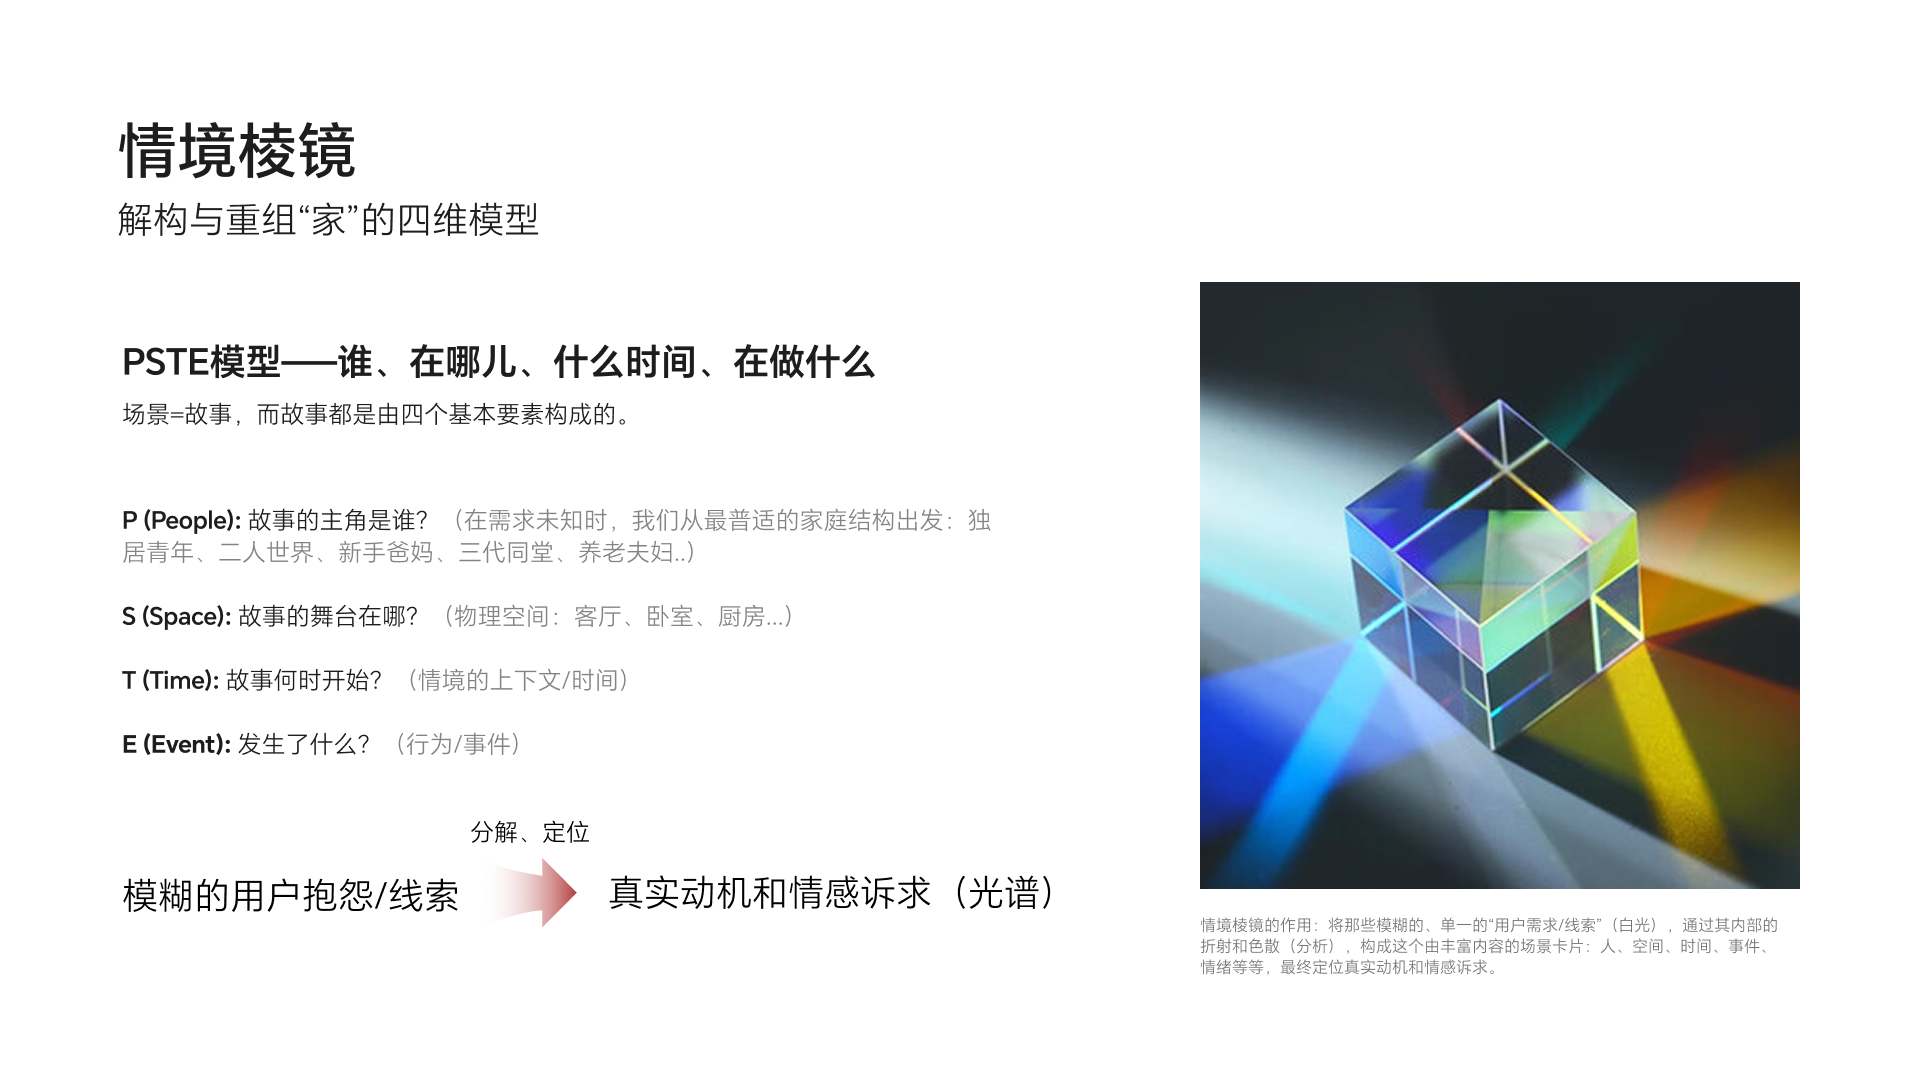 情境棱镜
解构与重组“家”的四维模型
PSTE模型——谁、在哪儿、什么时间、在做什么
场景=故事，而故事都是由四个基本要素构成的。
P (People): 故事的主角是谁？（在需求未知时，我们从最普适的家庭结构出发：独
居青年、二人世界、新手爸妈、三代同堂、养老夫妇..）
S (Space): 故事的舞台在哪？（物理空间：客厅、卧室、厨房...）
T (Time): 故事何时开始？（情境的上下文/时间）
E (Event): 发生了什么？（行为/事件）
分解、定位
模糊的用户抱怨/线索
真实动机和情感诉求（光谱）
情境棱镜的作用：将那些模糊的、单一的“用户需求/线索”（白光），通过其内部的
折射和色散（分析），构成这个由丰富内容的场景卡片：人、空间、时间、事件、
情绪等等，最终定位真实动机和情感诉求。